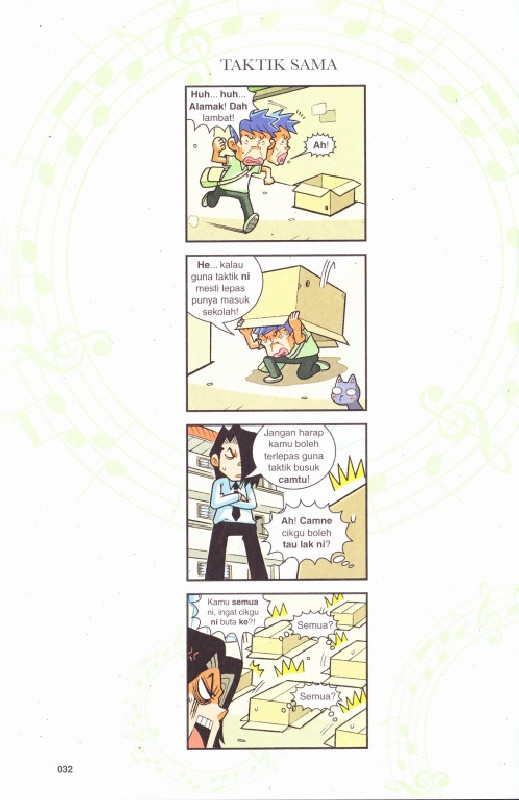 TAKTIK SAMA
Huh... huh...
Allamak! Dah
lambat!
Ah!
He... kalau
guna taktik nii
mesti lepas
punya masuk
sekolah!
Jangan harap
kamu boleh
terlepas guna
taktik busuk
camtu!
Ah! Camne
cikgu boleh
tau lak ni?
Kamu semua
ni, ingat cikgu
ni buta ke?!
Semua?
Semua?
032